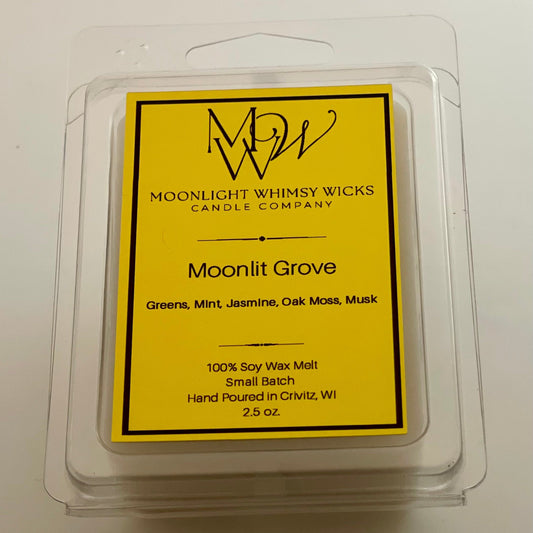 MWW
MOONLIGHT WHIMSY WICKS
CANDLE COMPANY
Moonlit Grove
Greens, Mint, Jasmine, Oak Moss, Musk
100% Soy Wax Melt
Small Batch
Hand Poured in Crivitz, WI
2.5 oz.